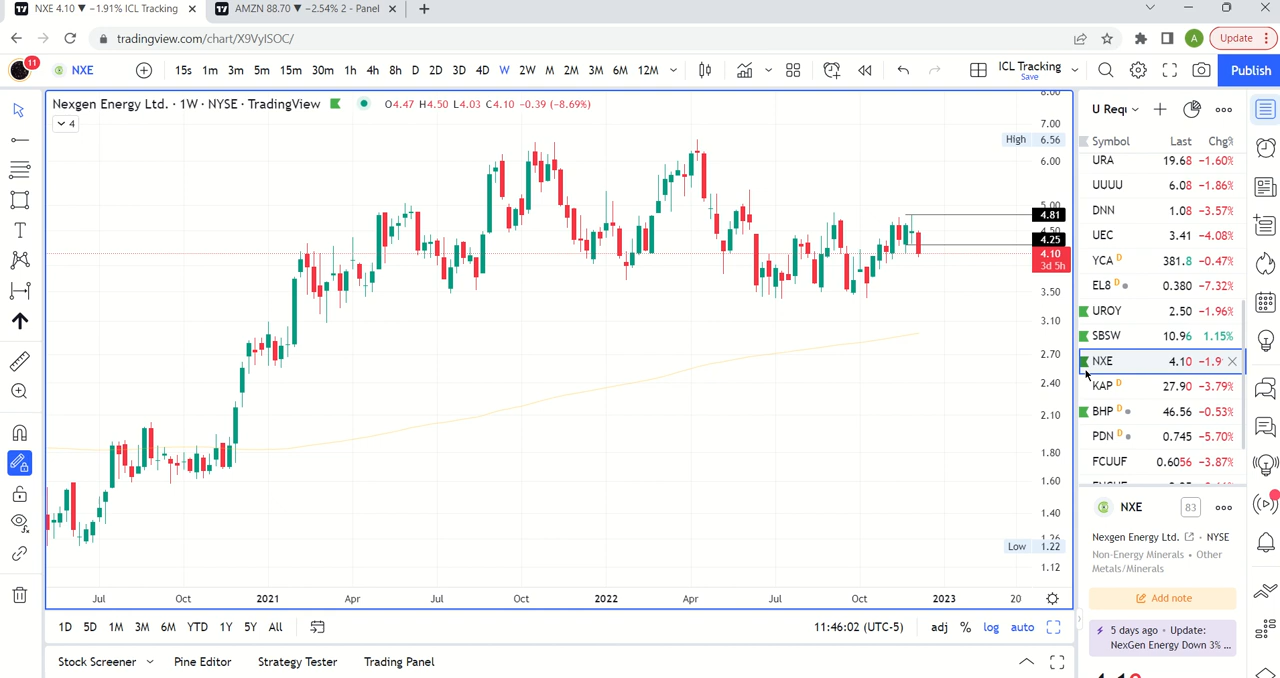 NXE 4.10 ▼ −1.91% ICL Tracking
AMZN 88.70 ▼ −2.54% 2 - Panel
tradingview.com/chart/X9VyISOC/
A
Update
11
NXE
15s 1m 3m 5m 15m 30m 1h 4h 8h D 2D 3D 4D W 2W M 2M 3M 6M 12M
ICL Tracking
Save
Publish
Nexgen Energy Ltd. · 1W · NYSE · TradingView
O4.47 H4.50 L4.03 C4.10 −0.39 (−8.69%)
4
8.00
7.00
High 6.56
6.00
5.00
4.81
4.50
4.25
4.10
3d 5h
3.50
3.10
2.70
2.40
2.10
1.80
1.60
1.40
1.26
Low 1.22
1.12
Jul Oct 2021 Apr Jul Oct 2022 Apr Jul Oct 2023 20
1D 5D 1M 3M 6M YTD 1Y 5Y All
11:46:02 (UTC-5)
adj % log auto
Stock Screener Pine Editor Strategy Tester Trading Panel
U Requ
Symbol Last Chg%
URA 19.68 −1.60%
UUUU 6.08 −1.86%
DNN 1.08 −3.57%
UEC 3.41 −4.08%
YCA D 381.8 −0.47%
EL8 D 0.380 −7.32%
UROY 2.50 −1.96%
SBSW 10.96 1.15%
NXE 4.10 −1.9
KAP D 27.90 −3.79%
BHP D 46.56 −0.53%
PDN D 0.745 −5.70%
FCUUF 0.6056 −3.87%
NXE
83
Nexgen Energy Ltd. · NYSE
Non-Energy Minerals • Other
Metals/Minerals
Add note
5 days ago · Update:
NexGen Energy Down 3% ...